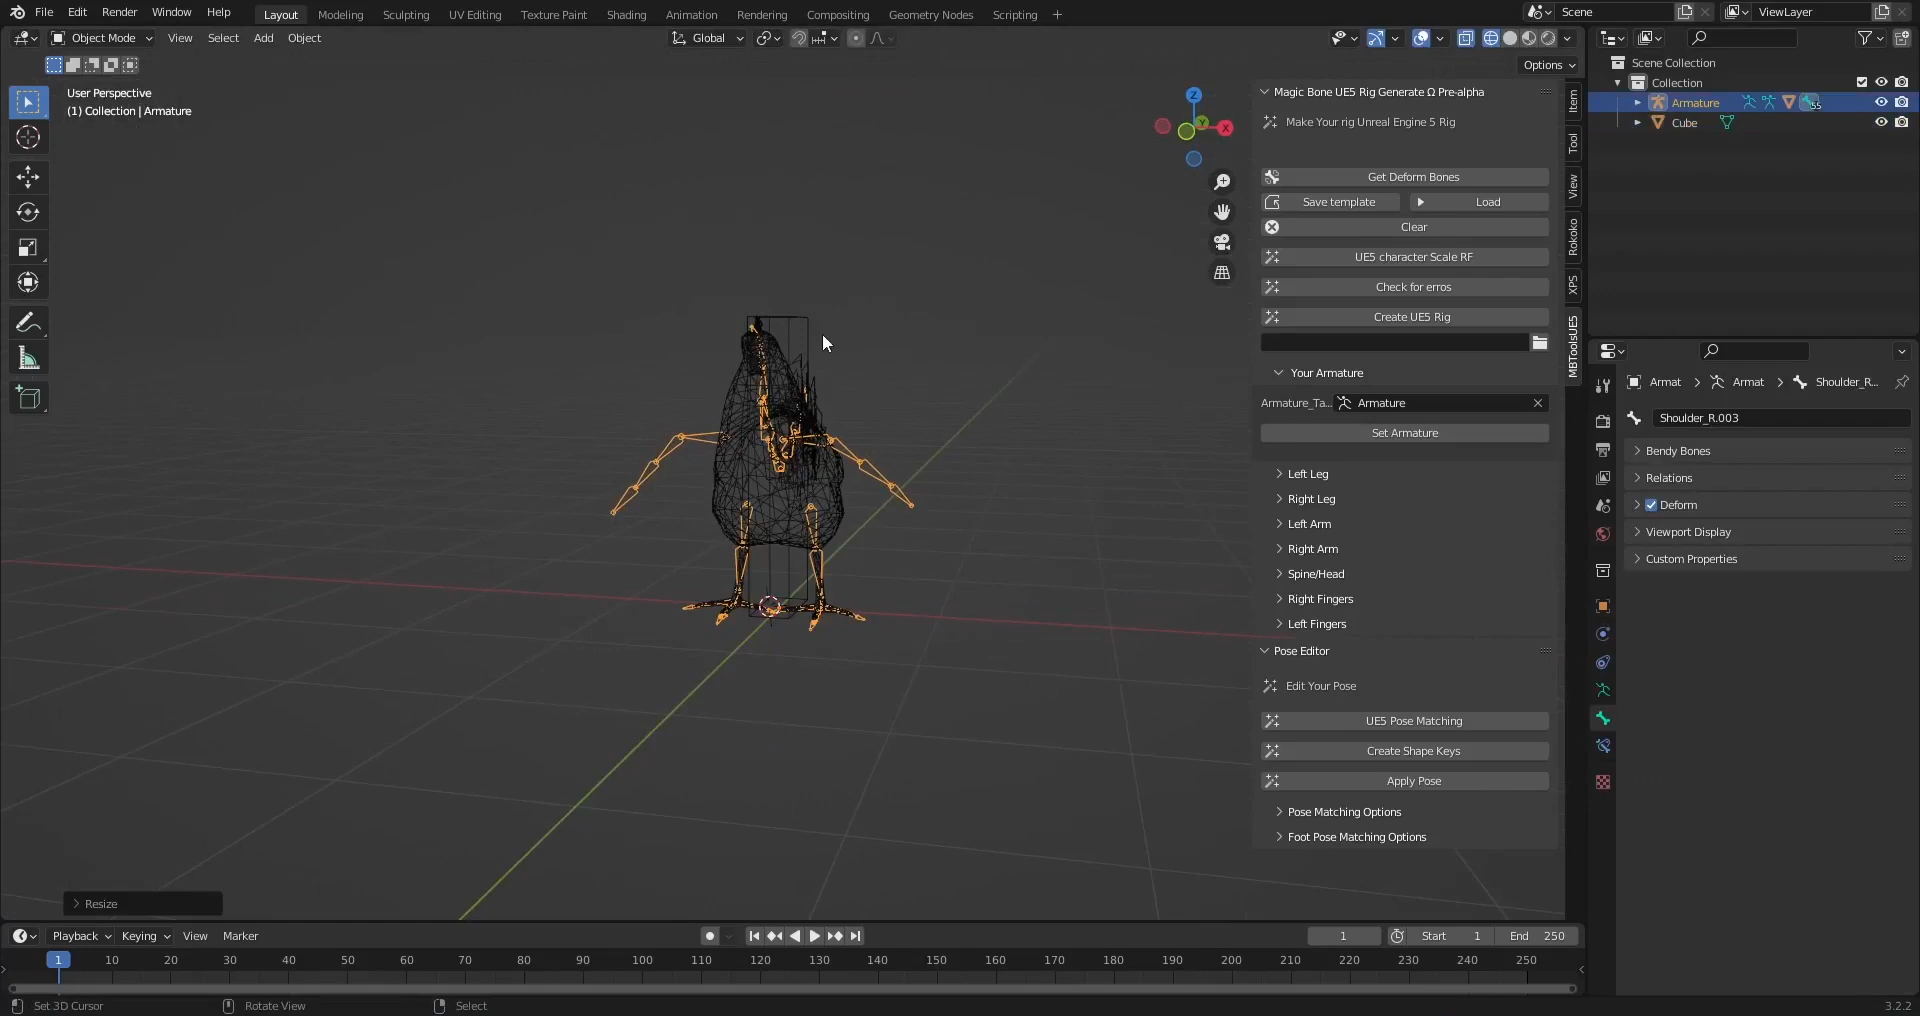 File Edit Render Window Help Layout Modeling Sculpting UV Editing Texture Paint Shading Animation Rendering Compositing Geometry Nodes Scripting Scene ViewLayer
Object Mode View Select Add Object Global
Options
User Perspective
(1) Collection | Armature
Z
Y
X
Magic Bone UE5 Rig Generate Ω Pre-alpha
Make Your rig Unreal Engine 5 Rig
Get Deform Bones
Save template Load
Clear
UE5 character Scale RF
Check for erros
Create UE5 Rig
Your Armature
Armature_Ta... Armature
Set Armature
Left Leg
Right Leg
Left Arm
Right Arm
Spine/Head
Right Fingers
Left Fingers
Pose Editor
Edit Your Pose
UE5 Pose Matching
Create Shape Keys
Apply Pose
Pose Matching Options
Foot Pose Matching Options
Item
Tool
View
Rokoko
XPS
MBToolsUE5
Scene Collection
Collection
Armature 55
Cube
Armat Armat Shoulder_R...
Shoulder_R.003
Bendy Bones
Relations
Deform
Viewport Display
Custom Properties
Resize
Playback Keying View Marker 1 Start 1 End 250
1 10 20 30 40 50 60 70 80 90 100 110 120 130 140 150 160 170 180 190 200 210 220 230 240 250
Set 3D Cursor Rotate View Select 3.2.2